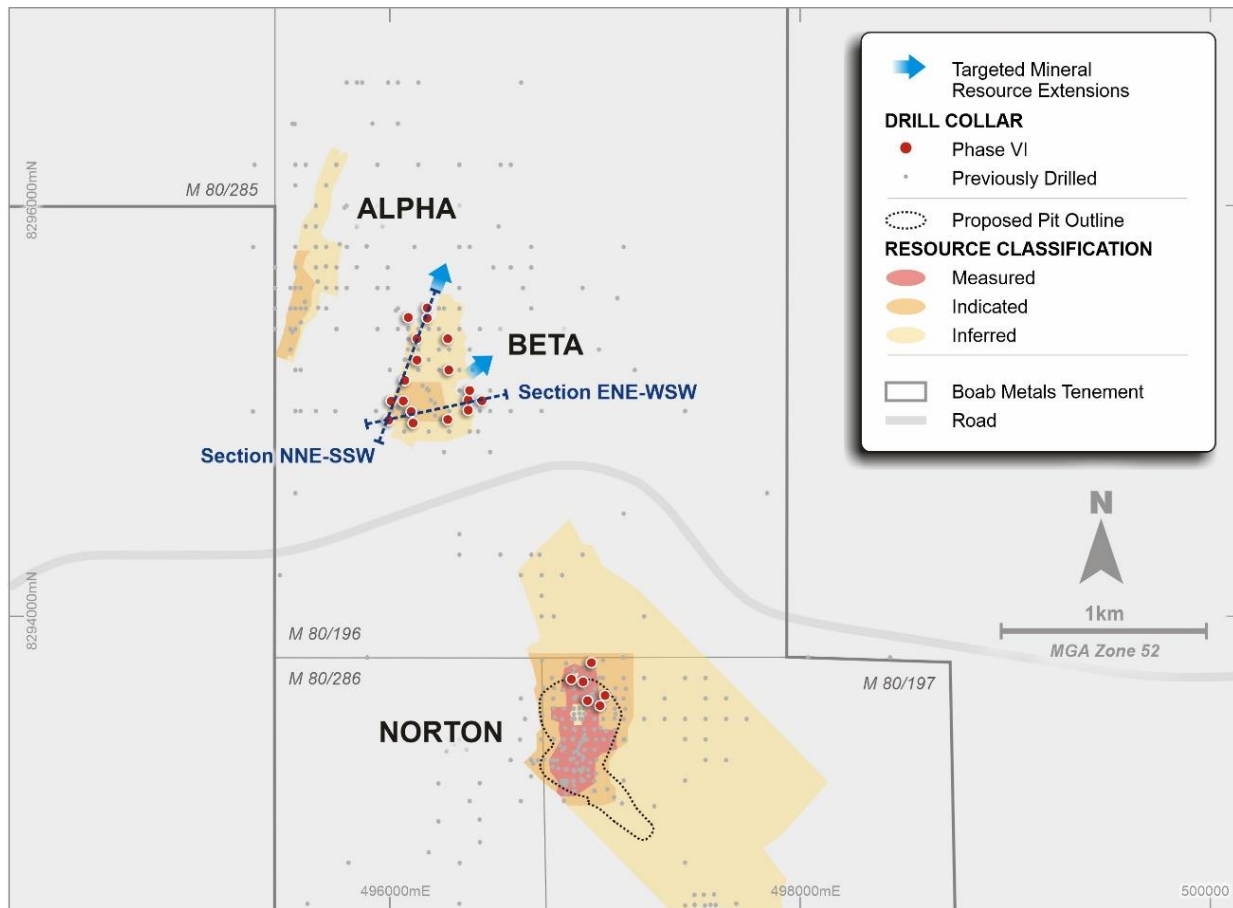 Targeted Mineral
Resource Extensions
DRILL COLLAR
Phase VI
Previously Drilled
Proposed Pit Outline
RESOURCE CLASSIFICATION
Measured
Indicated
Inferred
Boab Metals Tenement
Road
M 80/285
8296000mN
ALPHA
BETA
Section ENE-WSW
Section NNE-SSW
N
1km
MGA Zone 52
8294000mN
M 80/196
M 80/286
M 80/197
NORTON
496000mE
498000mE
500000